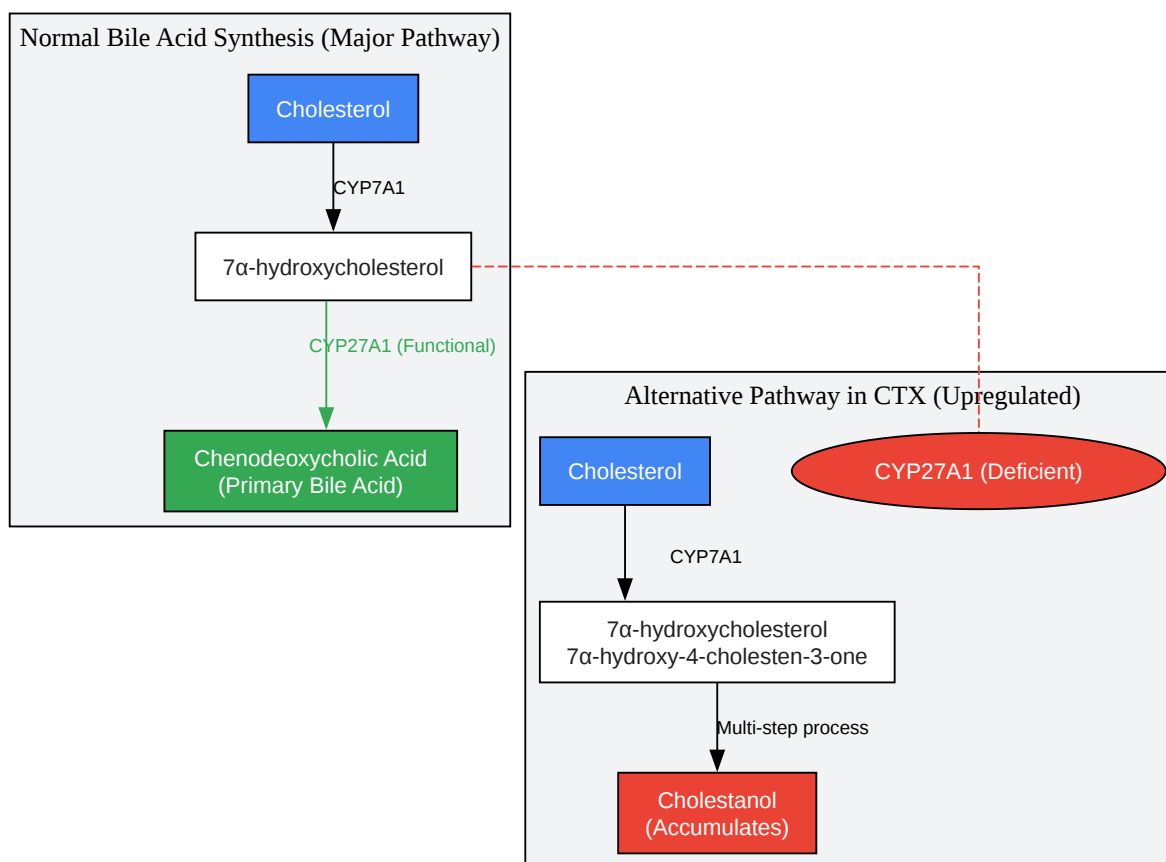 Normal Bile Acid Synthesis (Major Pathway)
Cholesterol
CYP7A1
7α-hydroxycholesterol
CYP27A1 (Functional)
Chenodeoxycholic Acid
(Primary Bile Acid)
Alternative Pathway in CTX (Upregulated)
Cholesterol
CYP27A1 (Deficient)
CYP7A1
7α-hydroxycholesterol
7α-hydroxy-4-cholesten-3-one
Multi-step process
Cholestanol
(Accumulates)